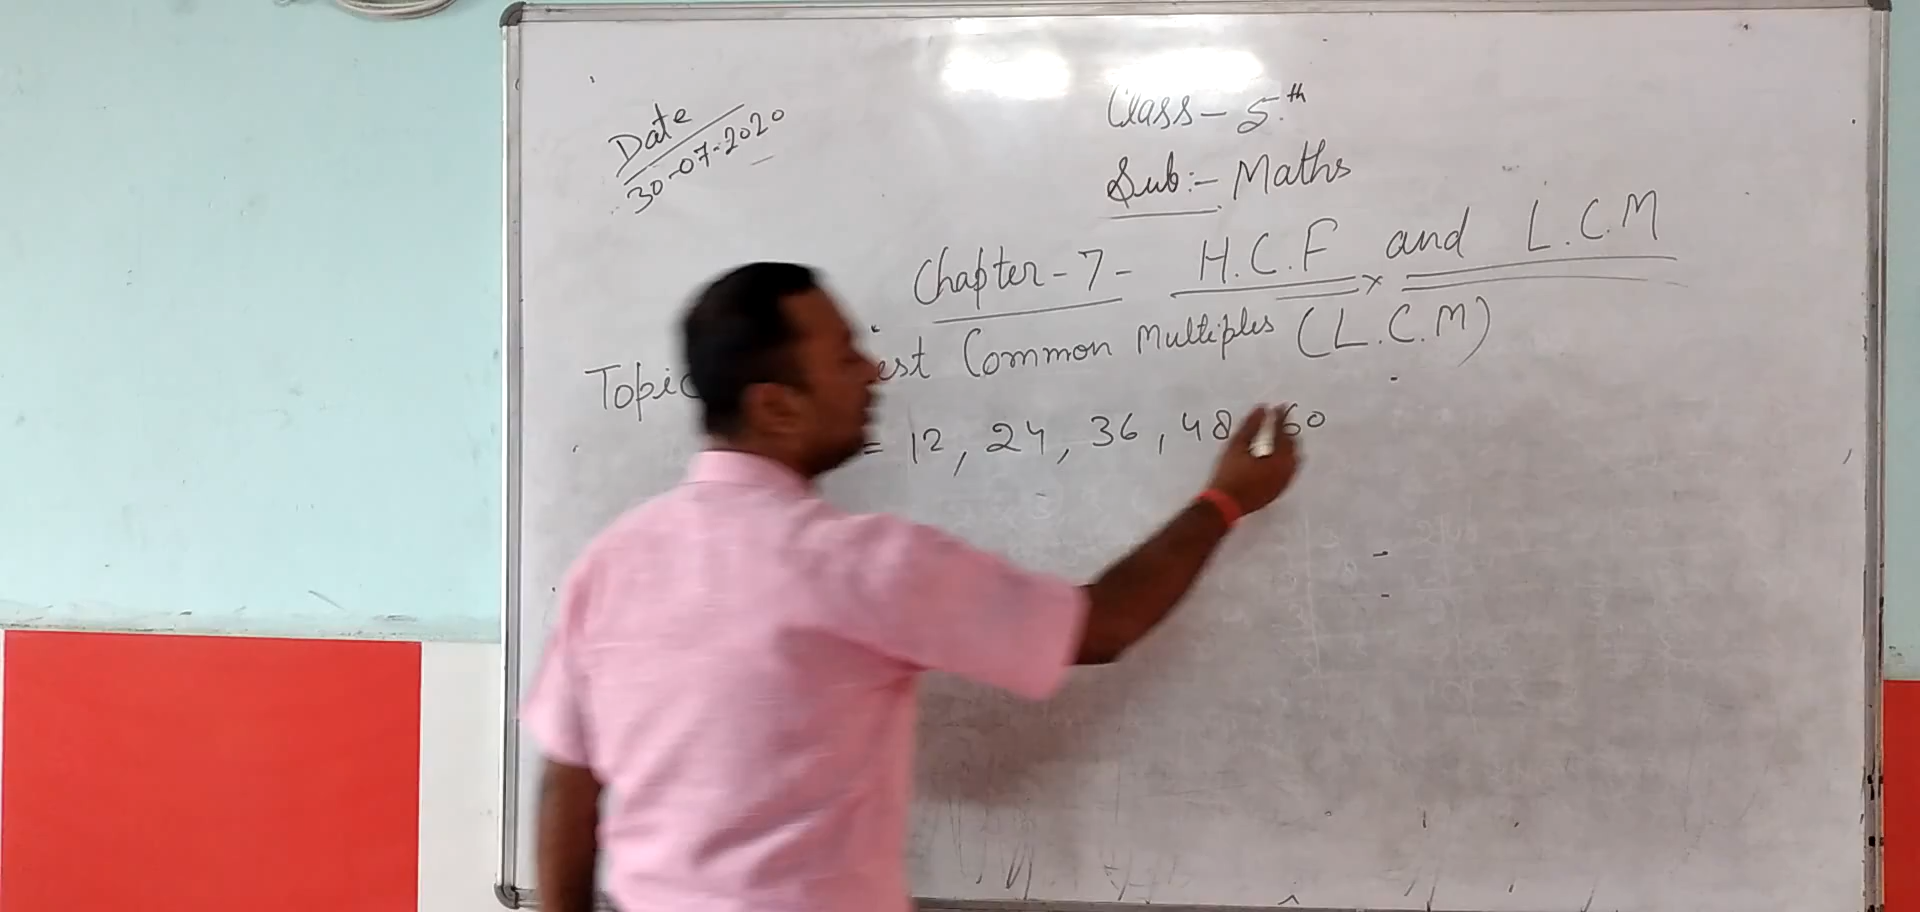 Date
30-07-2020
Class - 5th
Sub:- Maths
Chapter - 7 - H.C.F and L.C.M
Topic est Common Multiples (L.C.M)
= 12, 24, 36, 48 60